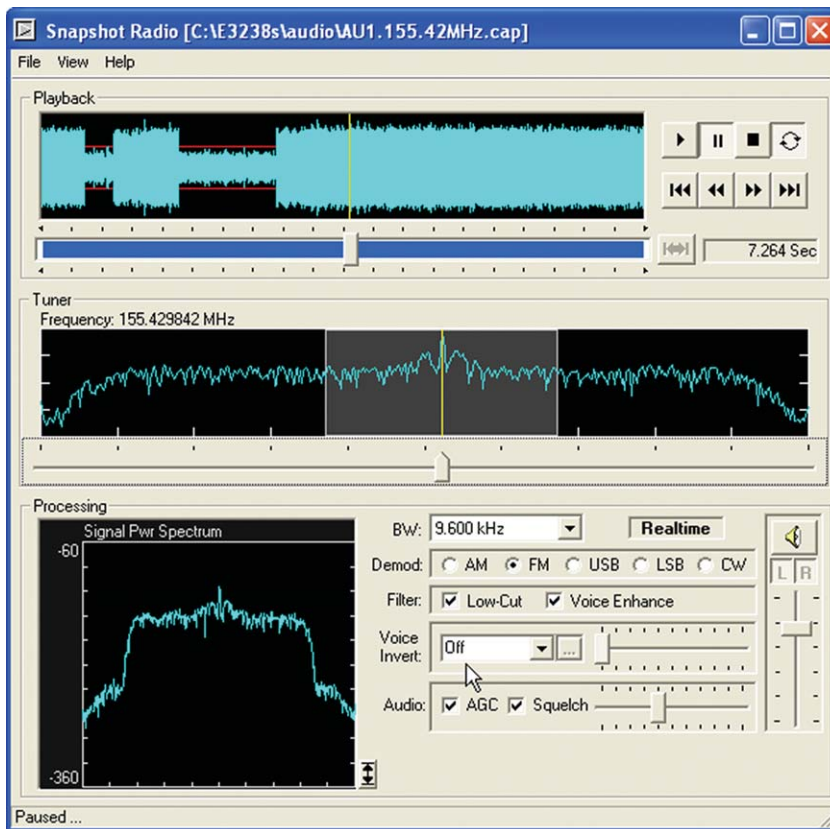 Snapshot Radio [C:\E3238s\audio\AU1.155.42MHz.cap]
File View Help
Playback
7.264 Sec
Tuner
Frequency: 155.429842 MHz
Processing
Signal Pwr Spectrum
-60
-360
BW: 9.600 kHz Realtime
Demod: AM FM USB LSB CW
L R
Filter: Low-Cut Voice Enhance
Voice Invert: Off ...
Audio: AGC Squelch
Paused ...